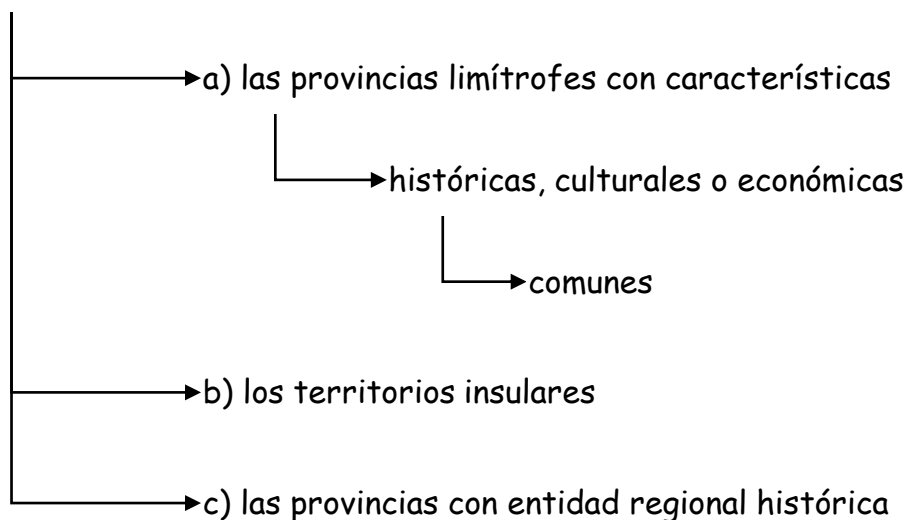 a) las provincias limítrofes con características
históricas, culturales o económicas
comunes
b) los territorios insulares
c) las provincias con entidad regional histórica